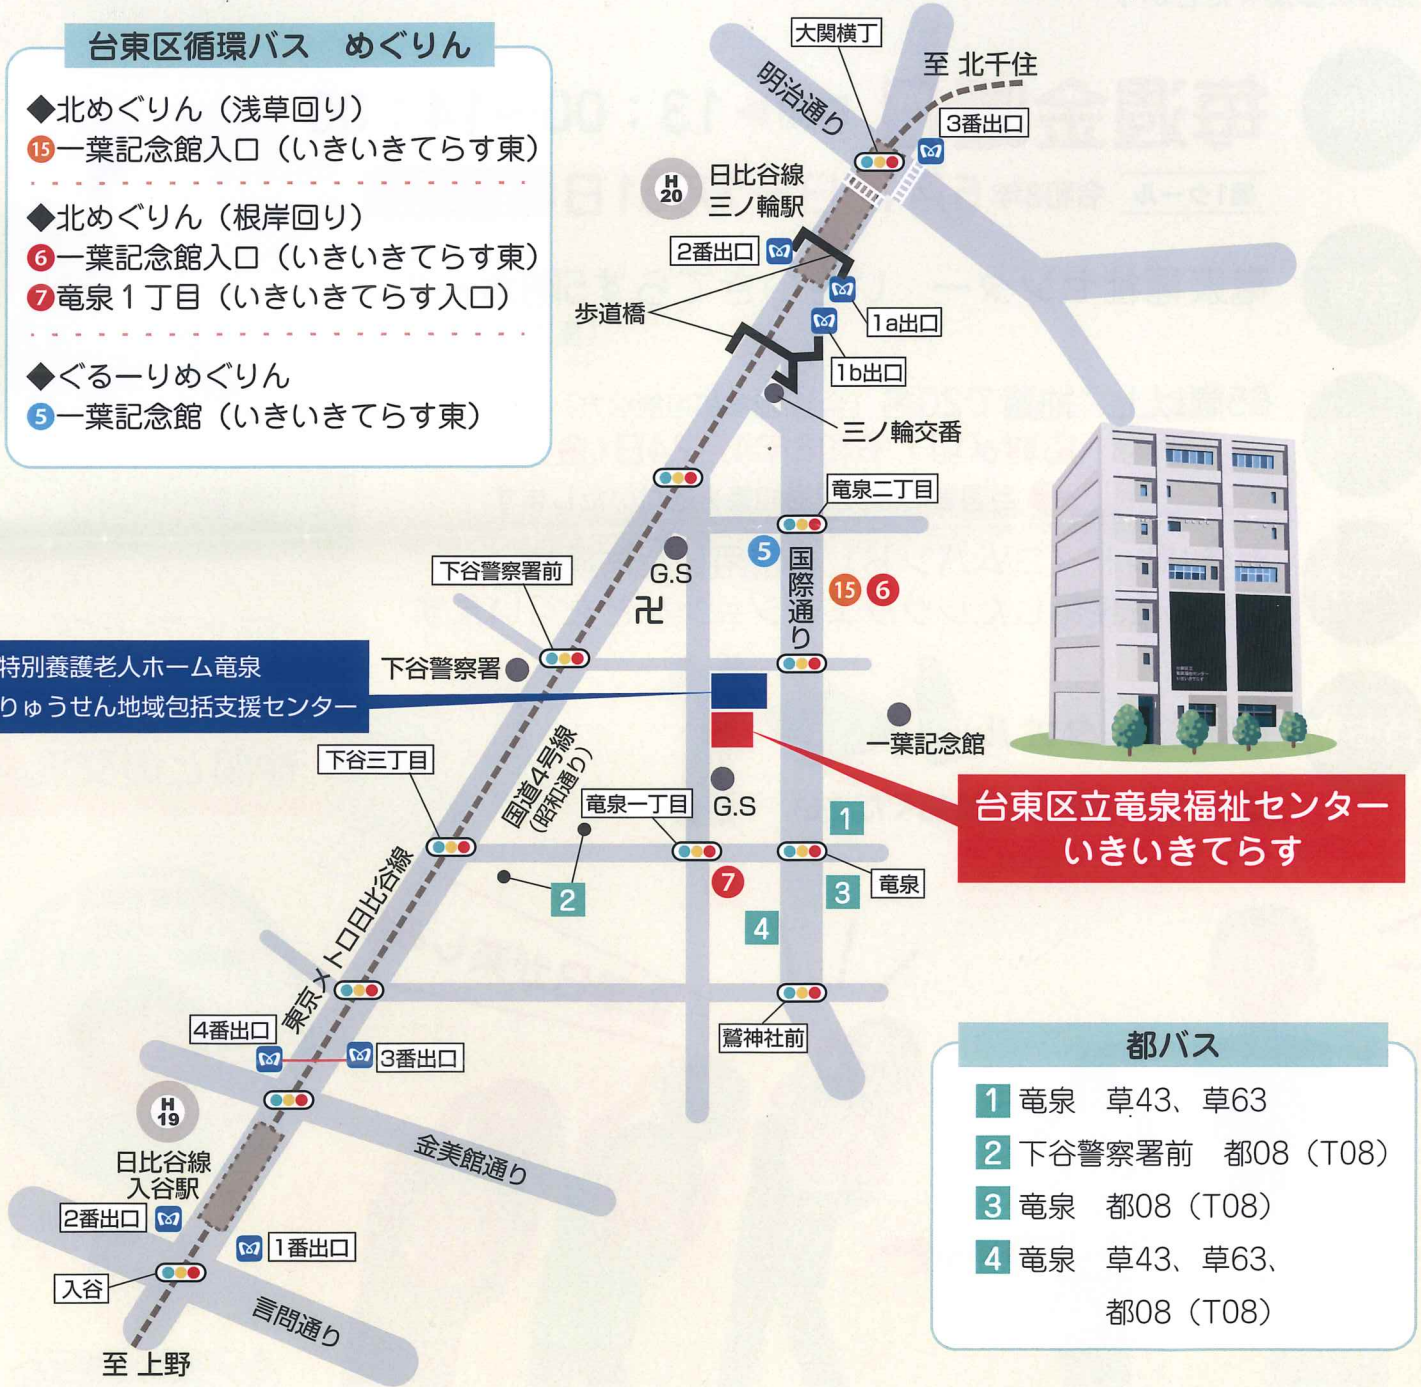 台東区循環バス　めぐりん
◆北めぐりん（浅草回り）
15一葉記念館入口（いきいきてらす東）
◆北めぐりん（根岸回り）
6一葉記念館入口（いきいきてらす東）
7竜泉１丁目（いきいきてらす入口）
◆ぐるーりめぐりん
5一葉記念館（いきいきてらす東）
大関横丁
至 北千住
明治通り
3番出口
H
20
日比谷線
三ノ輪駅
2番出口
歩道橋
1a出口
1b出口
三ノ輪交番
竜泉二丁目
5
国際通り
15 6
G.S
卍
下谷警察署前
下谷警察署
特別養護老人ホーム竜泉
りゅうせん地域包括支援センター
一葉記念館
台東区立竜泉福祉センター
いきいきてらす
下谷三丁目
国道4号線
(昭和通り)
竜泉一丁目
G.S
1
2
7
3
竜泉
4
東京メトロ日比谷線
鷲神社前
4番出口
3番出口
H
19
日比谷線
入谷駅
金美館通り
2番出口
1番出口
入谷
言問通り
至 上野
都バス
1 竜泉　草43、草63
2 下谷警察署前　都08（T08）
3 竜泉　都08（T08）
4 竜泉　草43、草63、
都08（T08）